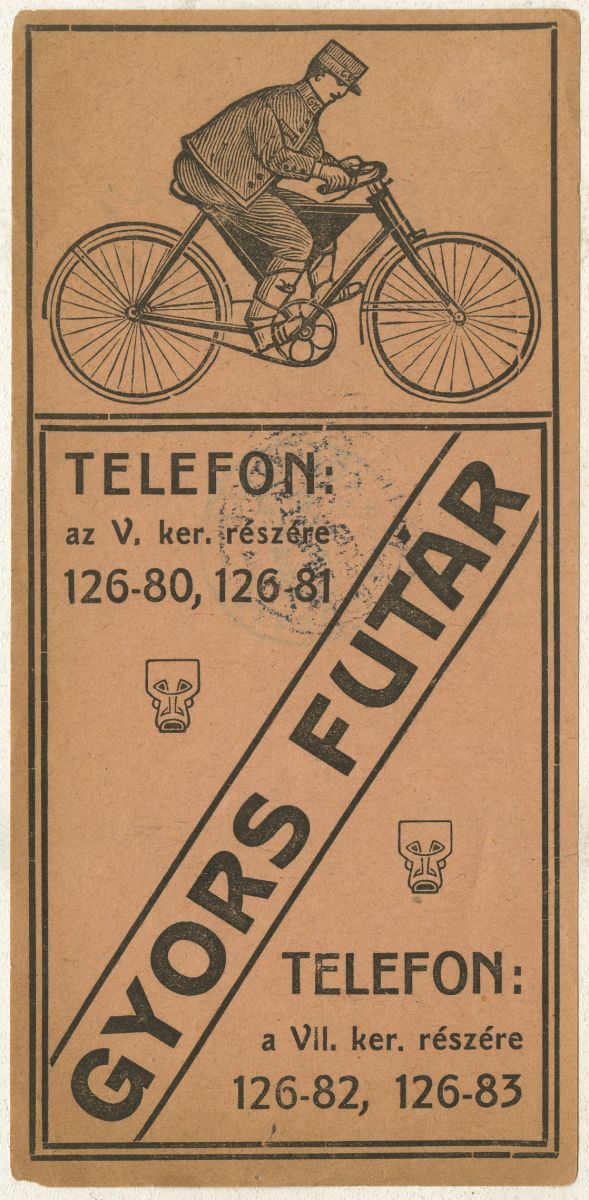 TELEFON:
az V. ker. részére
126-80, 126-81
GYORS FUTÁR
TELEFON:
a VII. ker. részére
126-82, 126-83